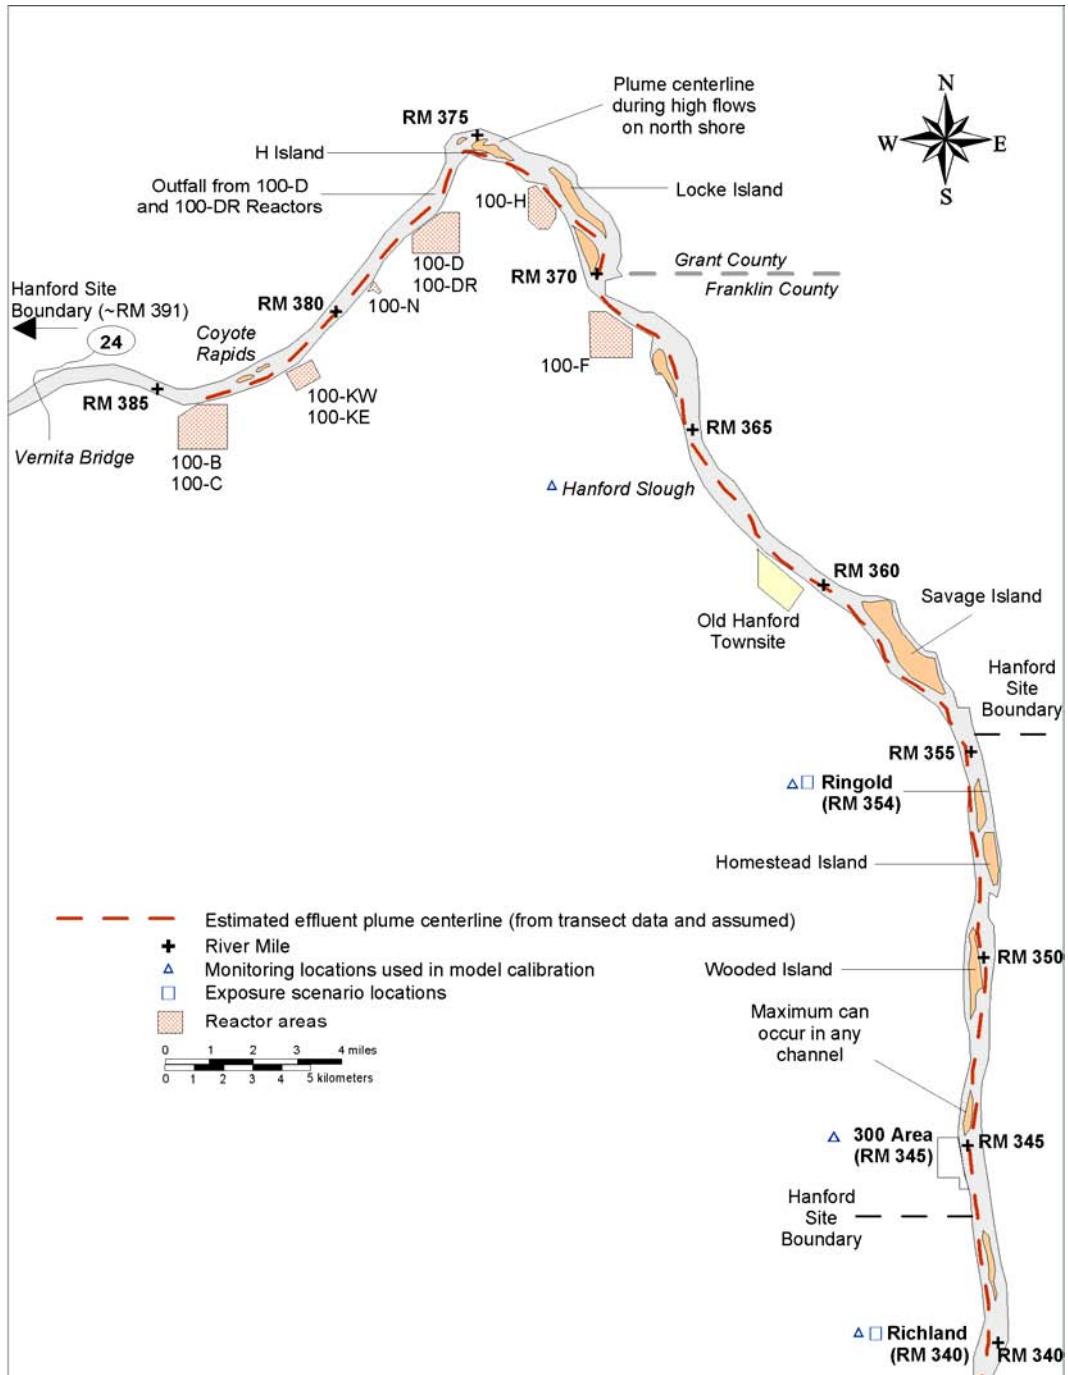 N
W
E
S
Plume centerline
during high flows
on north shore
RM 375
H Island
Outfall from 100-D
and 100-DR Reactors
Locke Island
100-H
100-D
100-DR
RM 370
Grant County
Franklin County
Hanford Site
Boundary (~RM 391)
24
RM 380
100-N
Coyote
Rapids
100-F
100-KW
100-KE
RM 385
Vernita Bridge
100-B
100-C
RM 365
Hanford Slough
RM 360
Savage Island
Old Hanford
Townsite
Hanford
Site
Boundary
RM 355
Ringold
(RM 354)
Homestead Island
Estimated effluent plume centerline (from transect data and assumed)
River Mile
Monitoring locations used in model calibration
Exposure scenario locations
Reactor areas
0 1 2 3 4 miles
0 1 2 3 4 5 kilometers
RM 350
Wooded Island
Maximum can
occur in any
channel
300 Area
(RM 345)
RM 345
Hanford
Site
Boundary
Richland
(RM 340)
RM 340